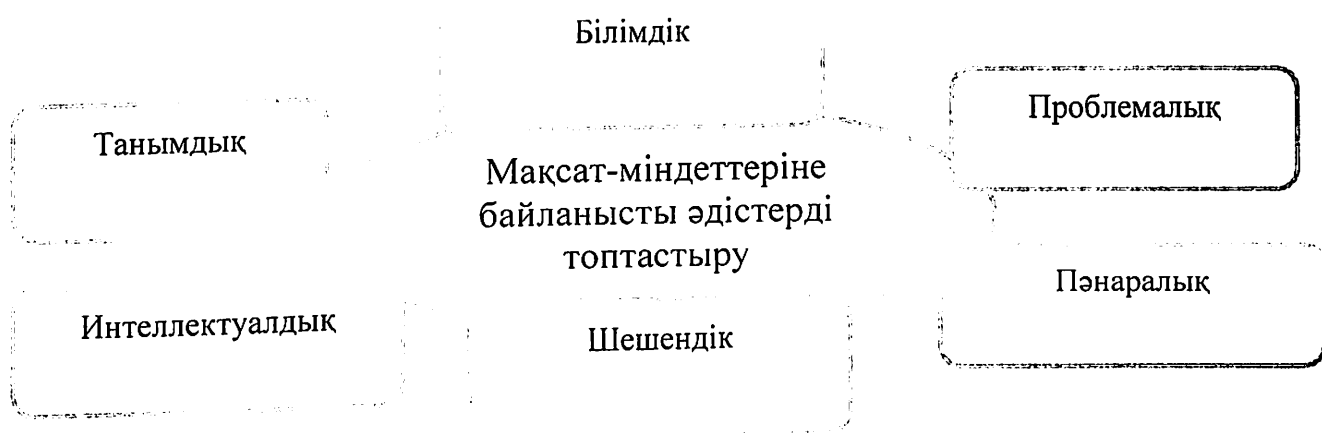 Білімдік
Проблемалық
Танымдық
Мақсат-міндеттеріне
байланысты әдістерді
топтастыру
Пәнаралық
Интеллектуалдық
Шешендік